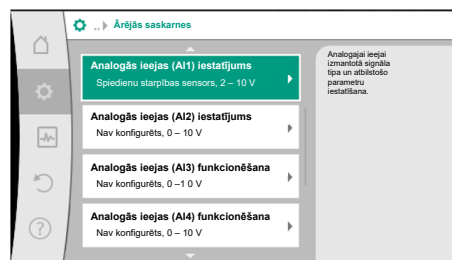 ..▸ Ārējās saskarnes
Analogās ieejas (AI1) iestatījums
Spiedienu starpības sensors, 2 – 10 V
Analogās ieejas (AI2) iestatījums
Nav konfigurēts, 0 – 10 V
Analogās ieejas (AI3) funkcionēšana
Nav konfigurēts, 0 –1 0 V
Analogās ieejas (AI4) funkcionēšana
Nav konfigurēts, 0 – 10 V
Analogajai ieejai
izmantotā signāla
tipa un atbilstošo
parametru
iestatīšana.